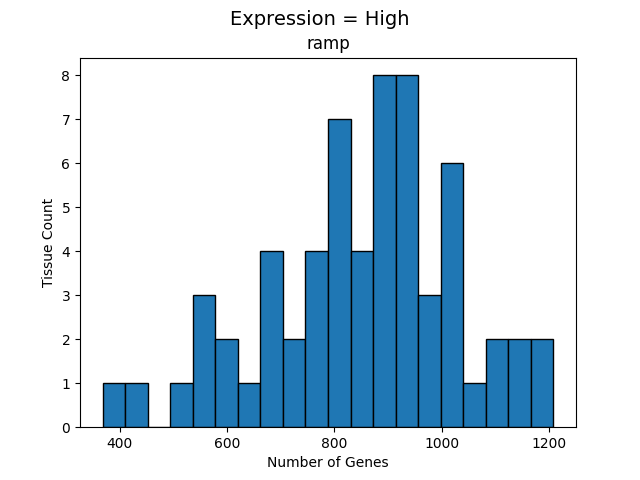 Expression = High
ramp
8
7
6
5
4
3
2
1
0
Tissue Count
400 600 800 1000 1200
Number of Genes